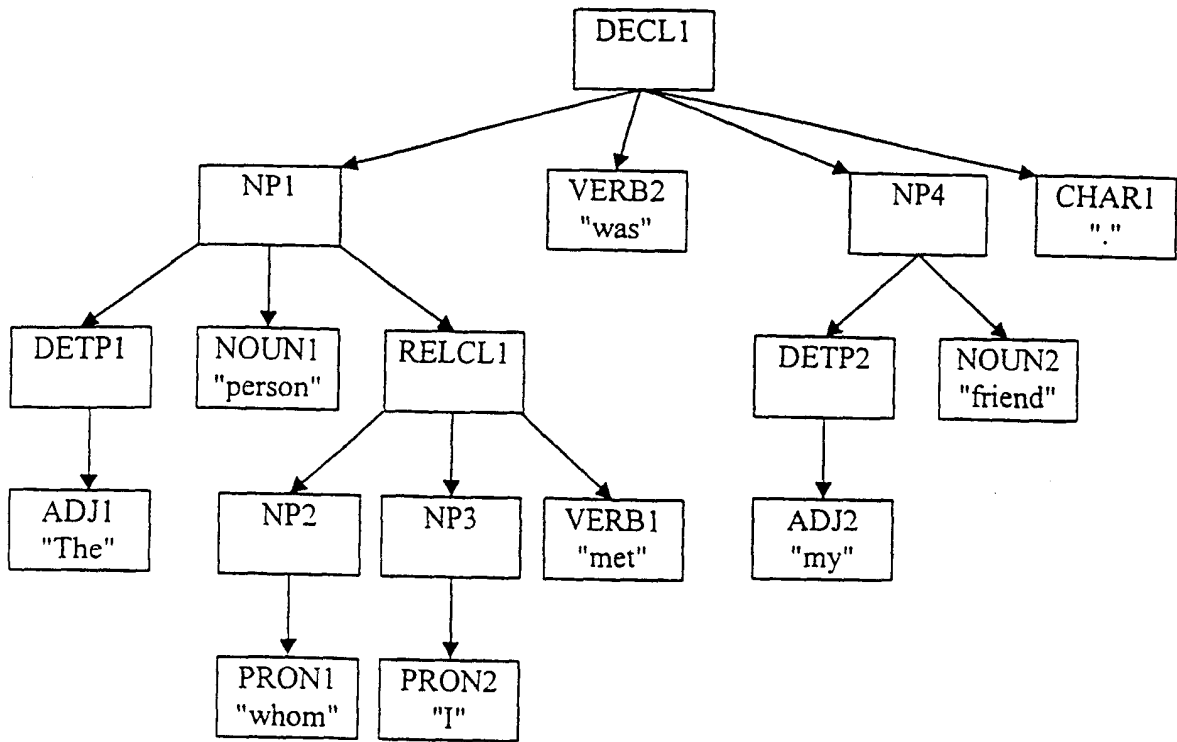 DECL1
NP1
VERB2
"was"
NP4
CHAR1
"."
DETP1
NOUN1
"person"
RELCL1
DETP2
NOUN2
"friend"
ADJ1
"The"
NP2
NP3
VERB1
"met"
ADJ2
"my"
PRON1
"whom"
PRON2
"I"